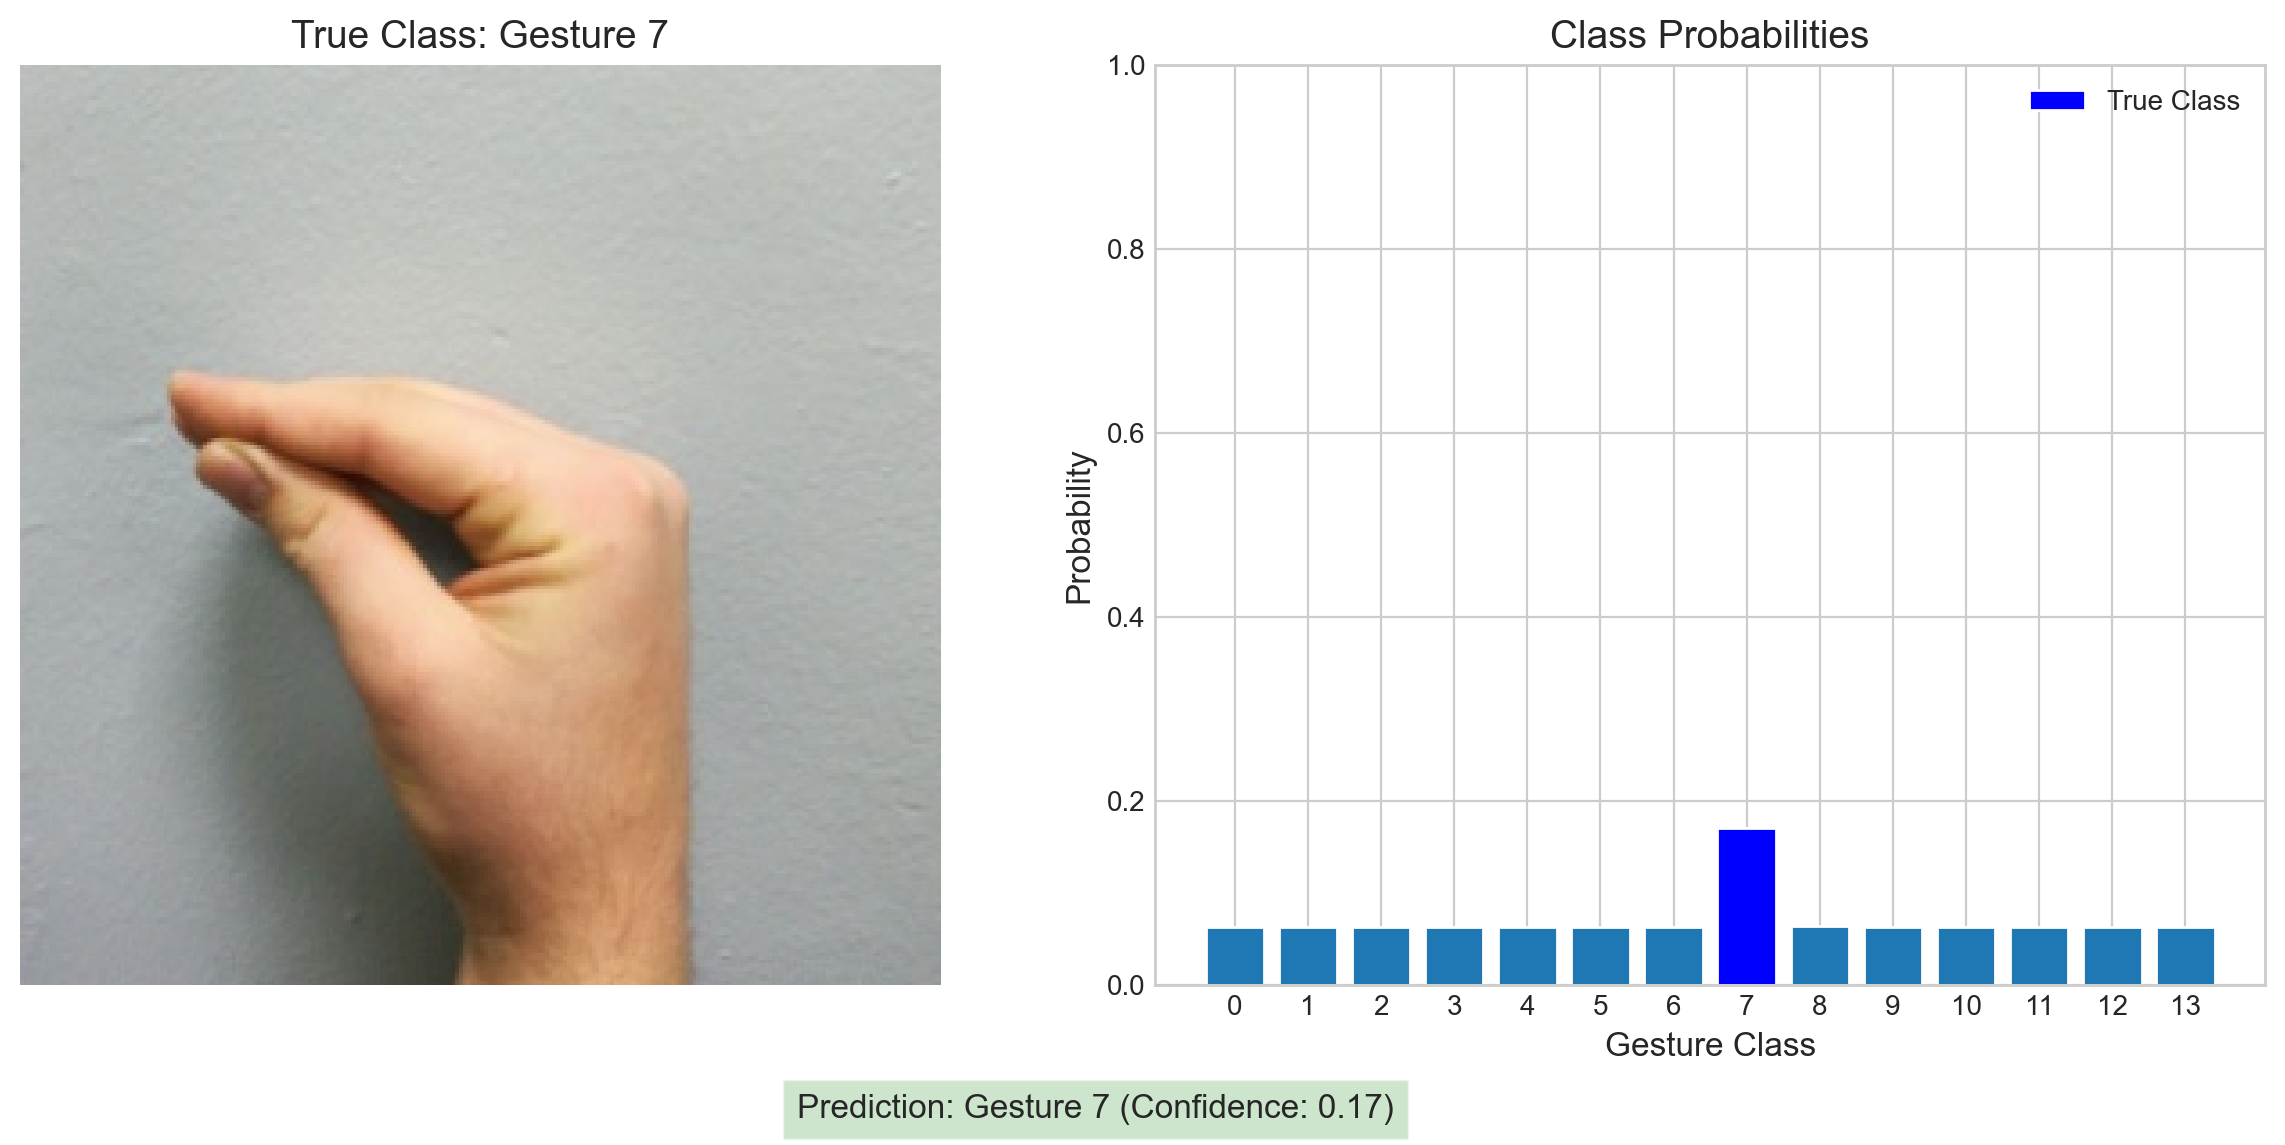 True Class: Gesture 7
Class Probabilities
1.0
0.8
0.6
0.4
0.2
0.0
Probability
True Class
0 1 2 3 4 5 6 7 8 9 10 11 12 13
Gesture Class
Prediction: Gesture 7 (Confidence: 0.17)